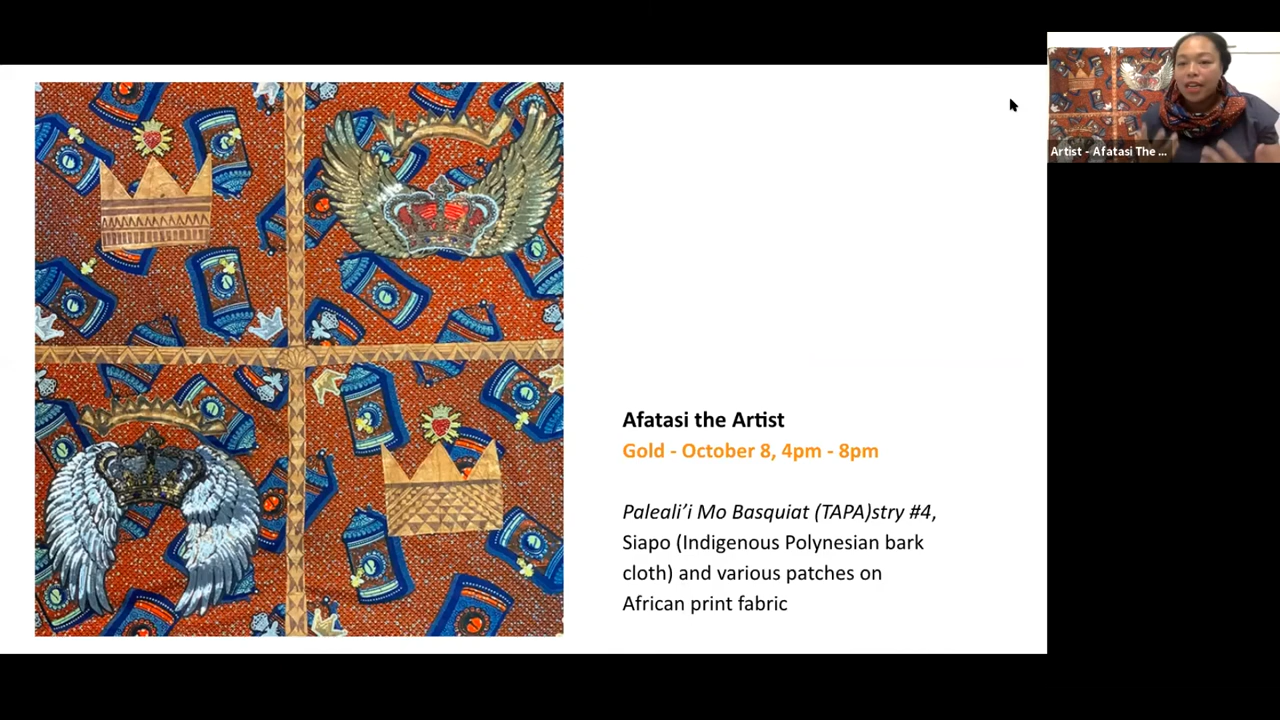 Artist - Afatasi The ...
Afatasi the Artist
Gold - October 8, 4pm - 8pm
Paleali’i Mo Basquiat (TAPA)stry #4,
Siapo (Indigenous Polynesian bark
cloth) and various patches on
African print fabric